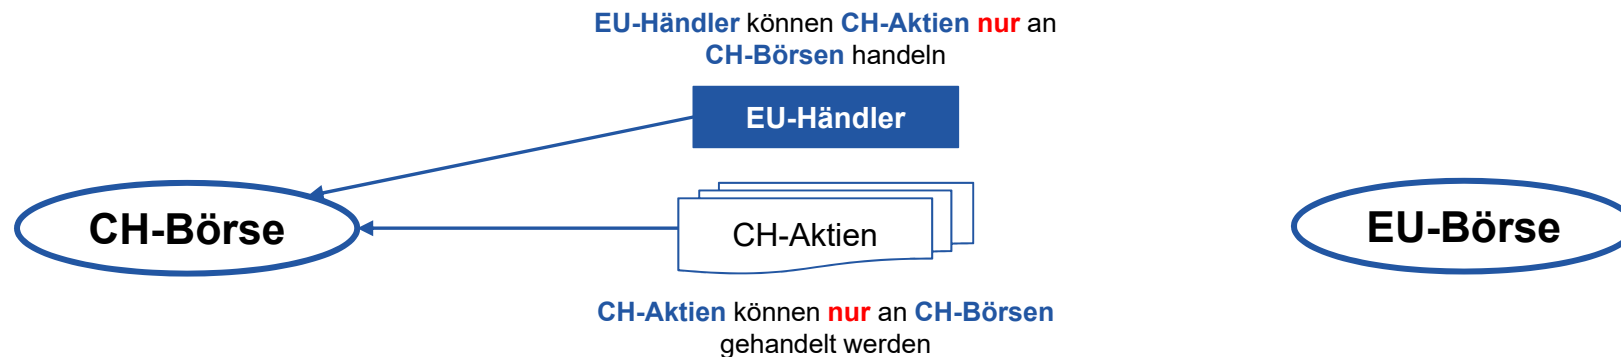 EU-Händler können CH-Aktien nur an
CH-Börsen handeln
EU-Händler
CH-Börse
CH-Aktien
EU-Börse
CH-Aktien können nur an CH-Börsen
gehandelt werden